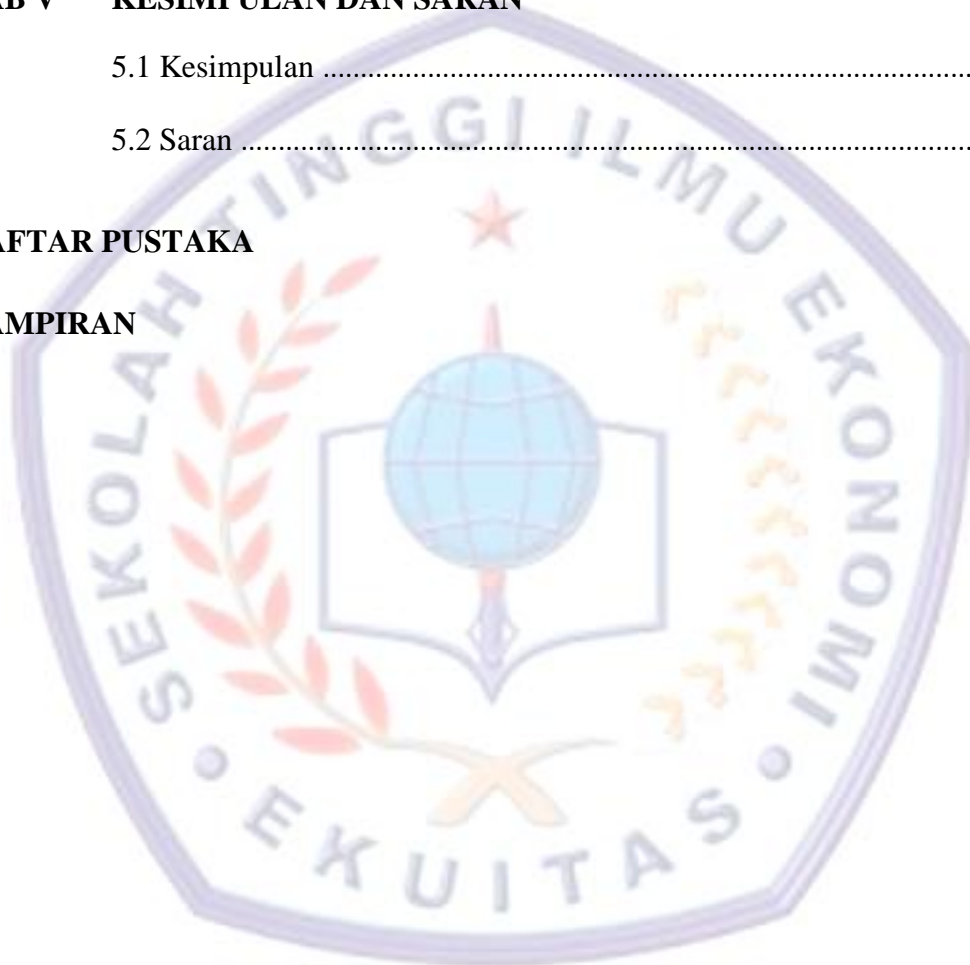 AB V KESIMPULAN DAN SARAN
5.1 Kesimpulan ........................................................................................
5.2 Saran ...................................................................................................
AFTAR PUSTAKA
AMPIRAN
SEKOLAH TINGGI ILMU EKONOMI
• EKUITAS •